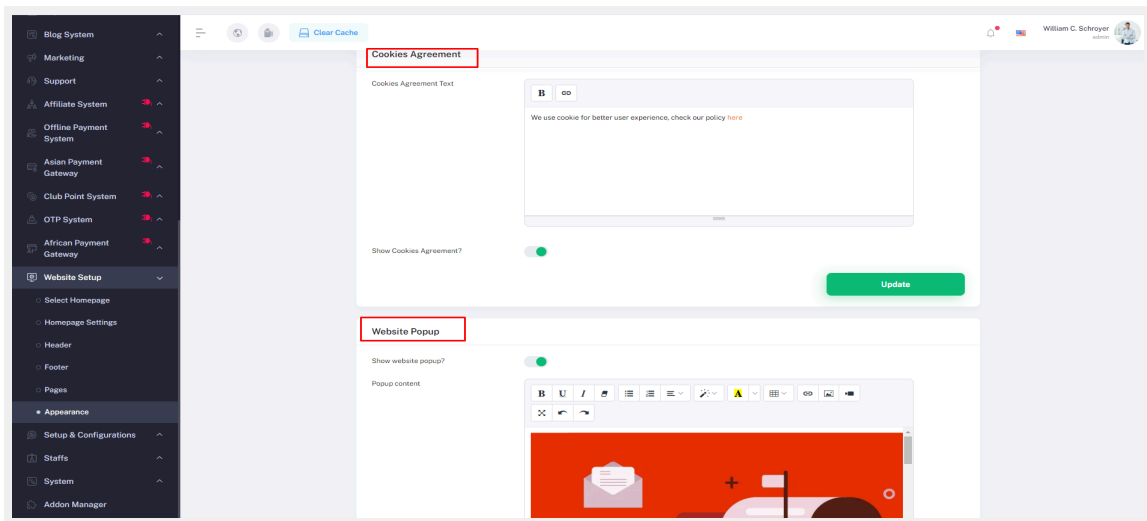 Blog System
Marketing
Support
Affiliate System
Offline Payment
System
Asian Payment
Gateway
Club Point System
OTP System
African Payment
Gateway
Website Setup
Select Homepage
Homepage Settings
Header
Footer
Pages
Appearance
Setup & Configurations
Staffs
System
Addon Manager
Clear Cache
William C. Schroyer
admin
Cookies Agreement
Cookies Agreement Text
B
We use cookie for better user experience, check our policy here
Show Cookies Agreement?
Update
Website Popup
Show website popup?
Popup content
B U I A